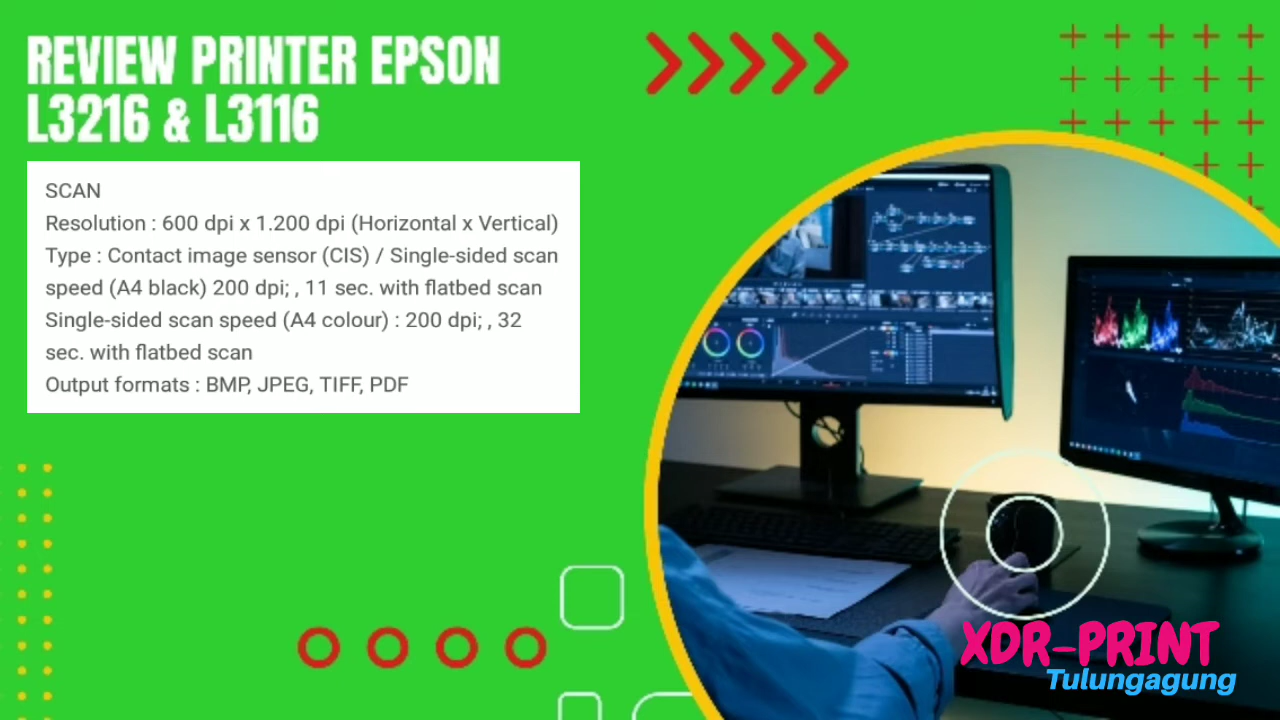 REVIEW PRINTER EPSON
L3216 & L3116
SCAN
Resolution : 600 dpi x 1.200 dpi (Horizontal x Vertical)
Type : Contact image sensor (CIS) / Single-sided scan
speed (A4 black) 200 dpi; , 11 sec. with flatbed scan
Single-sided scan speed (A4 colour) : 200 dpi; , 32
sec. with flatbed scan
Output formats : BMP, JPEG, TIFF, PDF
XDR-PRINT
Tulungagung